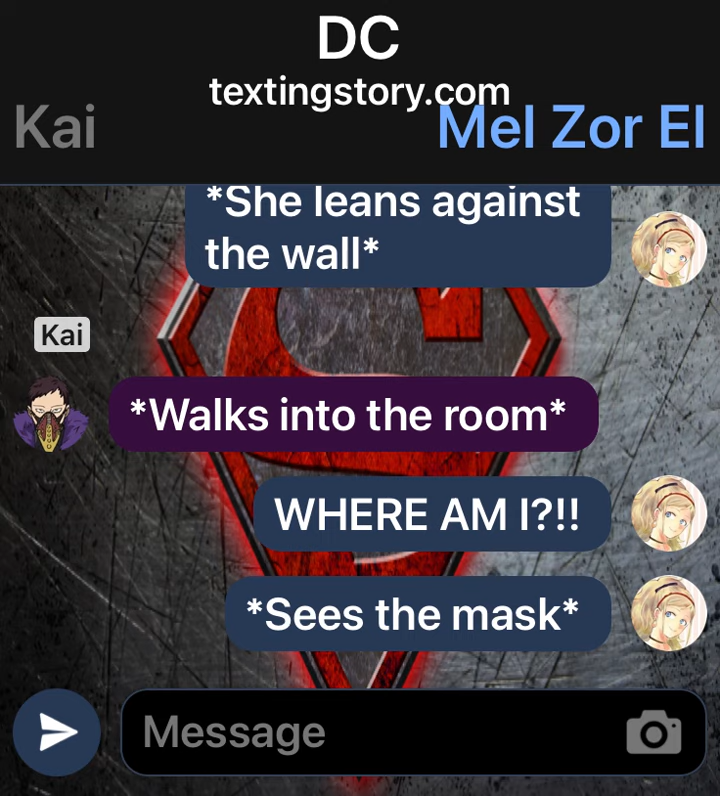 DC
textingstory.com
Kai
Mel Zor El
*She leans against
the wall*
Kai
*Walks into the room*
WHERE AM I?!!
*Sees the mask*
Message